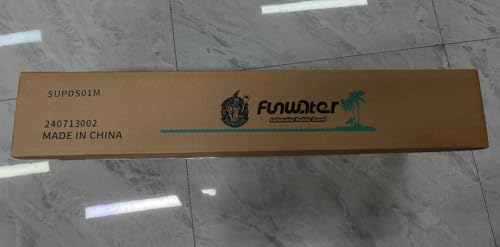 SUPDS01M
240713002
MADE IN CHINA
Funwater
Inflatable Paddle Board